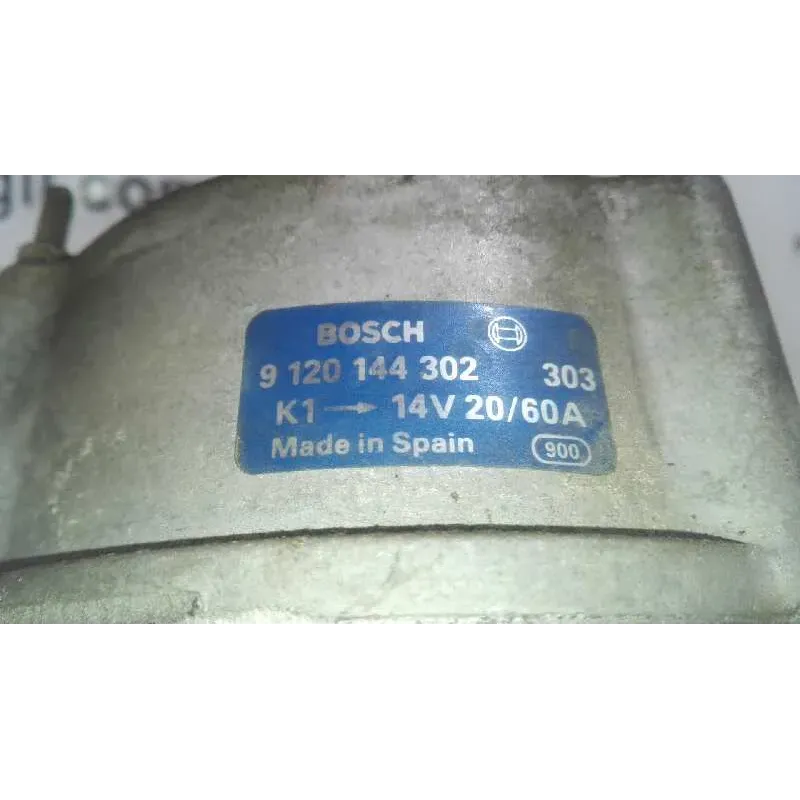 BOSCH
9 120 144 302 303
K1 → 14V 20/60A
Made in Spain 900